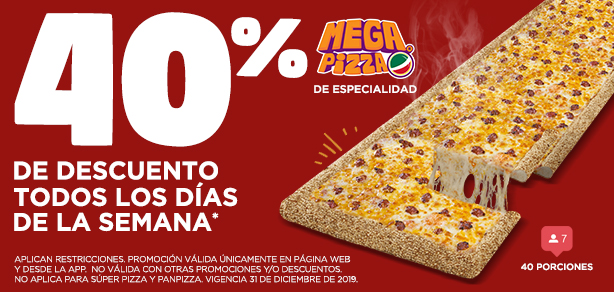 40%
MEGA
PIZZA
DE ESPECIALIDAD
DE DESCUENTO
TODOS LOS DÍAS
DE LA SEMANA*
APLICAN RESTRICCIONES. PROMOCIÓN VÁLIDA ÚNICAMENTE EN PÁGINA WEB
Y DESDE LA APP. NO VÁLIDA CON OTRAS PROMOCIONES Y/O DESCUENTOS.
NO APLICA PARA SÚPER PIZZA Y PANPIZZA. VIGENCIA 31 DE DICIEMBRE DE 2019.
7
40 PORCIONES